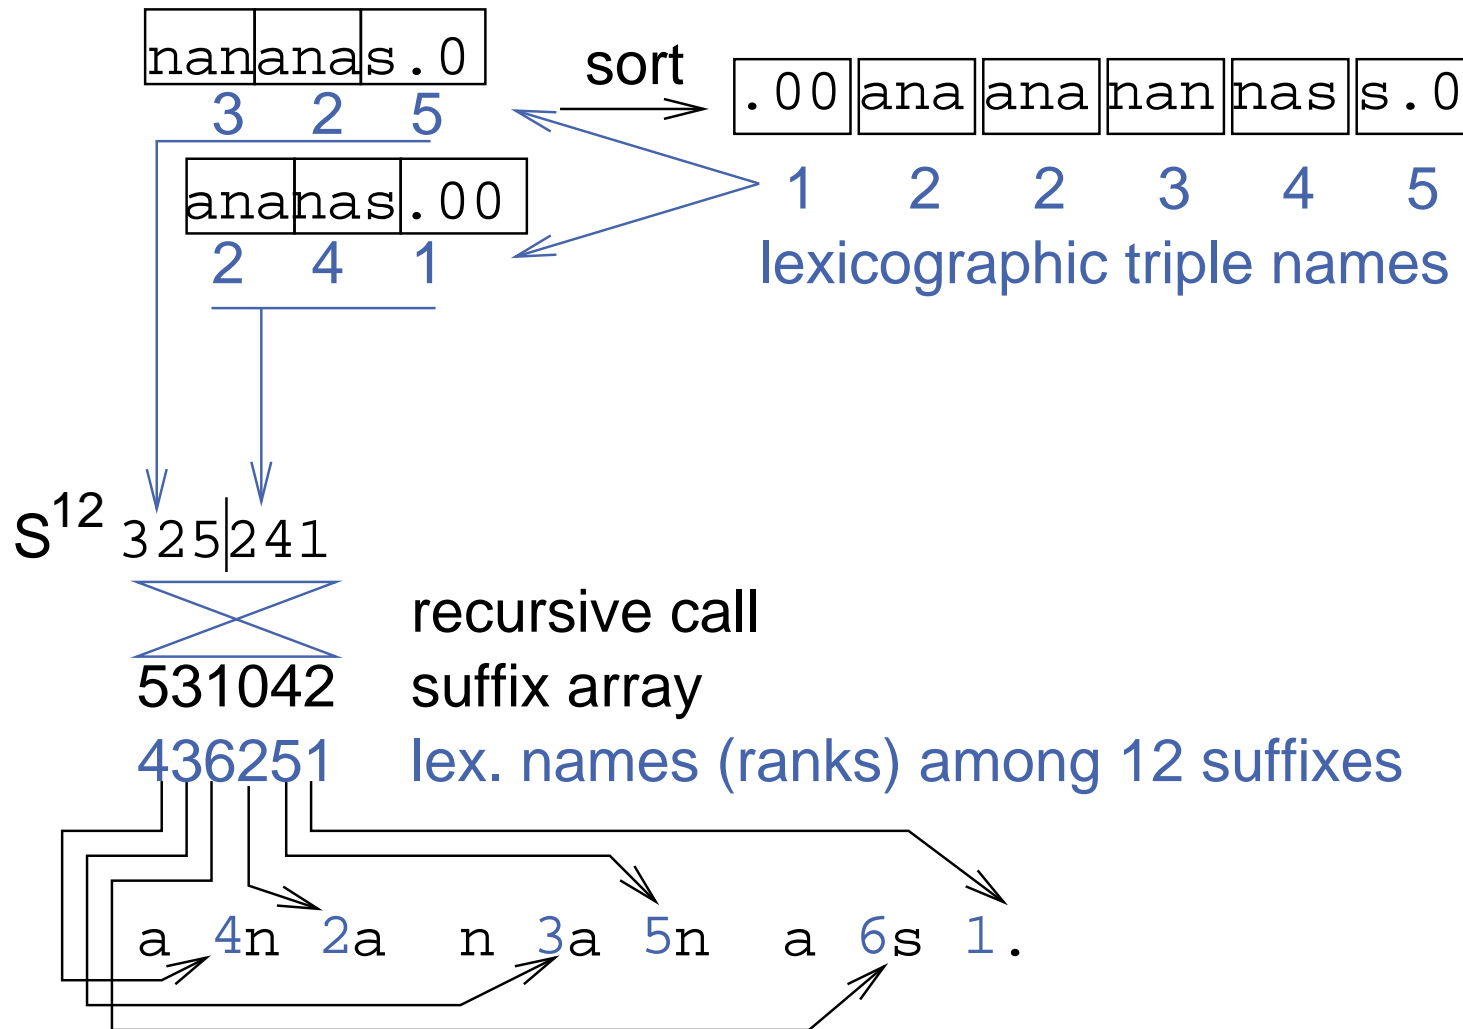 nan ana s.0
3 2 5
sort
.00 ana ana nan nas s.0
1 2 2 3 4 5
lexicographic triple names
ana nas .00
2 4 1
S^12 325|241
recursive call
531042 suffix array
436251 lex. names (ranks) among 12 suffixes
a 4n 2a n 3a 5n a 6s 1.